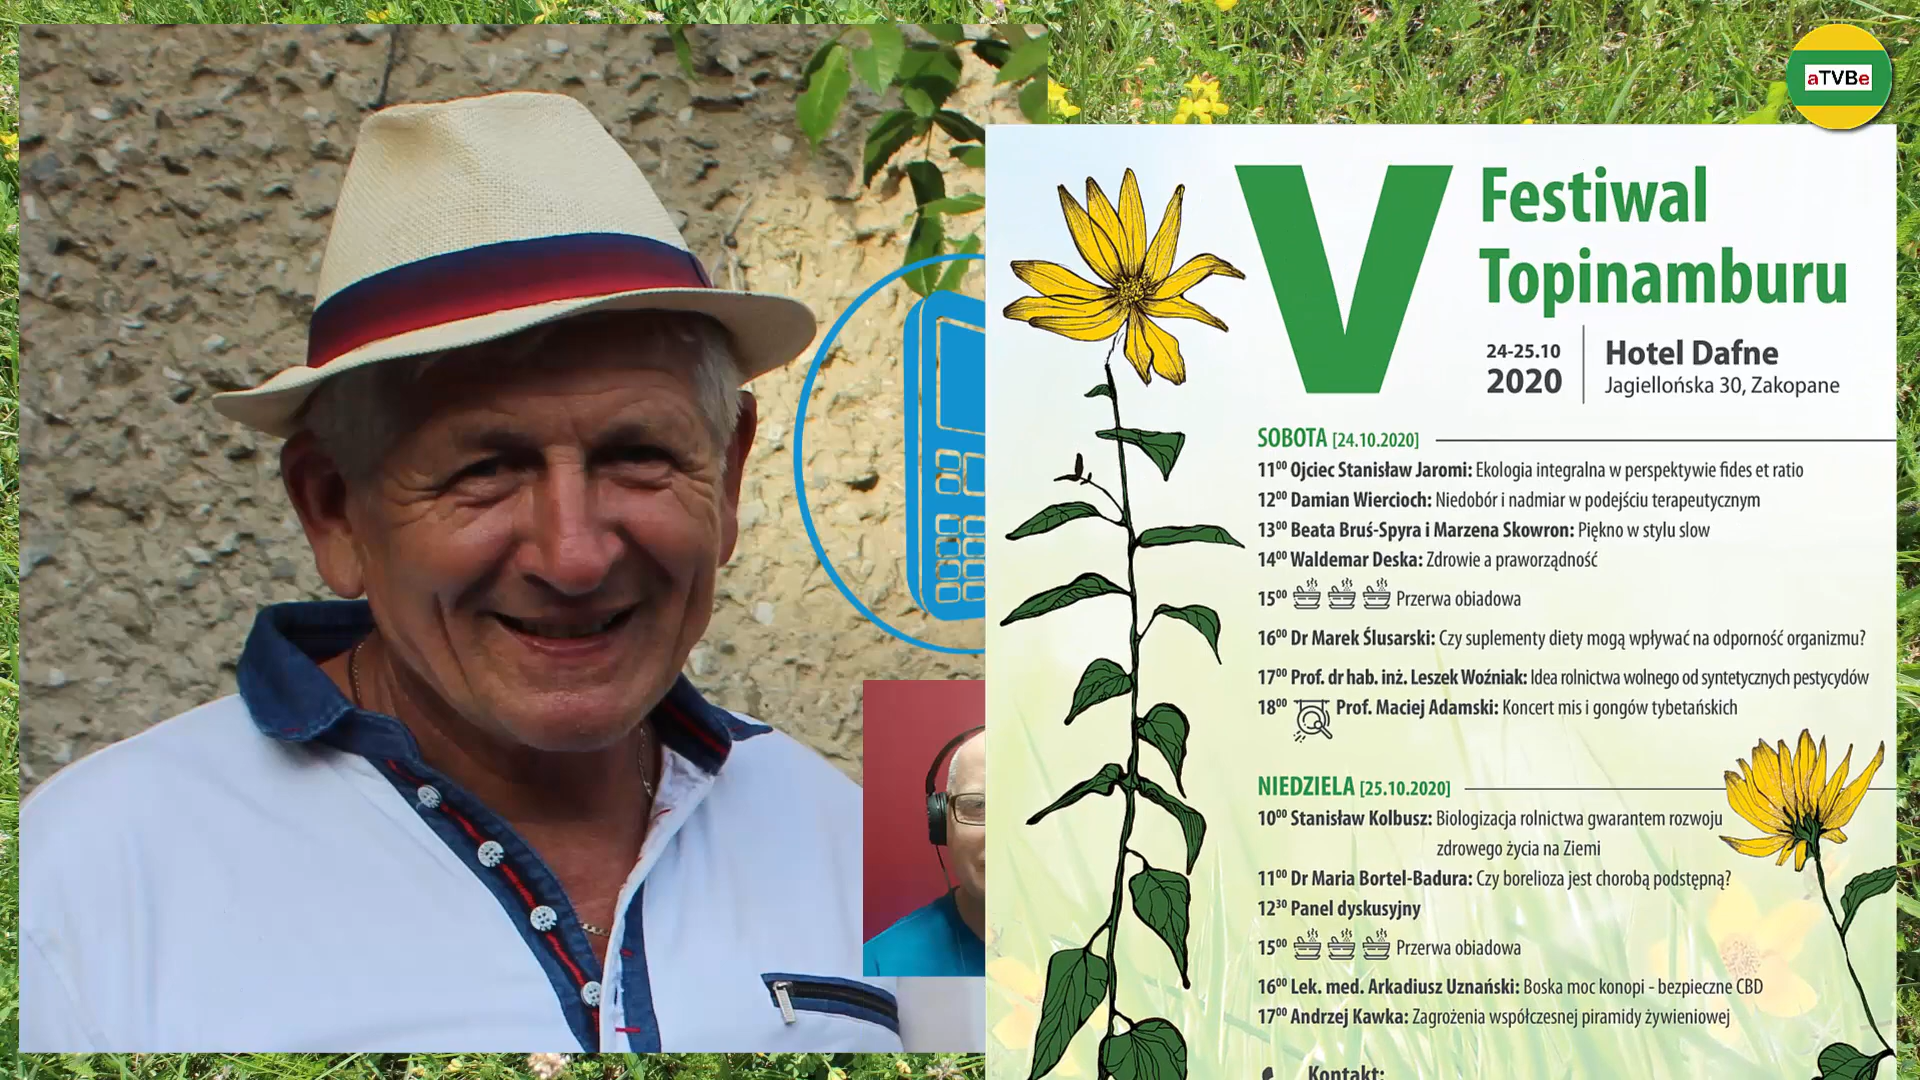 aTVBe
V Festiwal
Topinamburu
24-25.10
2020
Hotel Dafne
Jagiellońska 30, Zakopane
SOBOTA [24.10.2020]
11⁰⁰ Ojciec Stanisław Jaromi: Ekologia integralna w perspektywie fides et ratio
12⁰⁰ Damian Wiercioch: Niedobór i nadmiar w podejściu terapeutycznym
13⁰⁰ Beata Bruś-Spyra i Marzena Skowron: Piękno w stylu slow
14⁰⁰ Waldemar Deska: Zdrowie a praworządność
15⁰⁰ Przerwa obiadowa
16⁰⁰ Dr Marek Ślusarski: Czy suplementy diety mogą wpływać na odporność organizmu?
17⁰⁰ Prof. dr hab. inż. Leszek Woźniak: Idea rolnictwa wolnego od syntetycznych pestycydów
18⁰⁰ Prof. Maciej Adamski: Koncert mis i gongów tybetańskich
NIEDZIELA [25.10.2020]
10⁰⁰ Stanisław Kolbusz: Biologizacja rolnictwa gwarantem rozwoju
zdrowego życia na Ziemi
11⁰⁰ Dr Maria Bortel-Badura: Czy borelioza jest chorobą podstępną?
12³⁰ Panel dyskusyjny
15⁰⁰ Przerwa obiadowa
16⁰⁰ Lek. med. Arkadiusz Uznański: Boska moc konopi - bezpieczne CBD
17⁰⁰ Andrzej Kawka: Zagrożenia współczesnej piramidy żywieniowej
Kontakt: